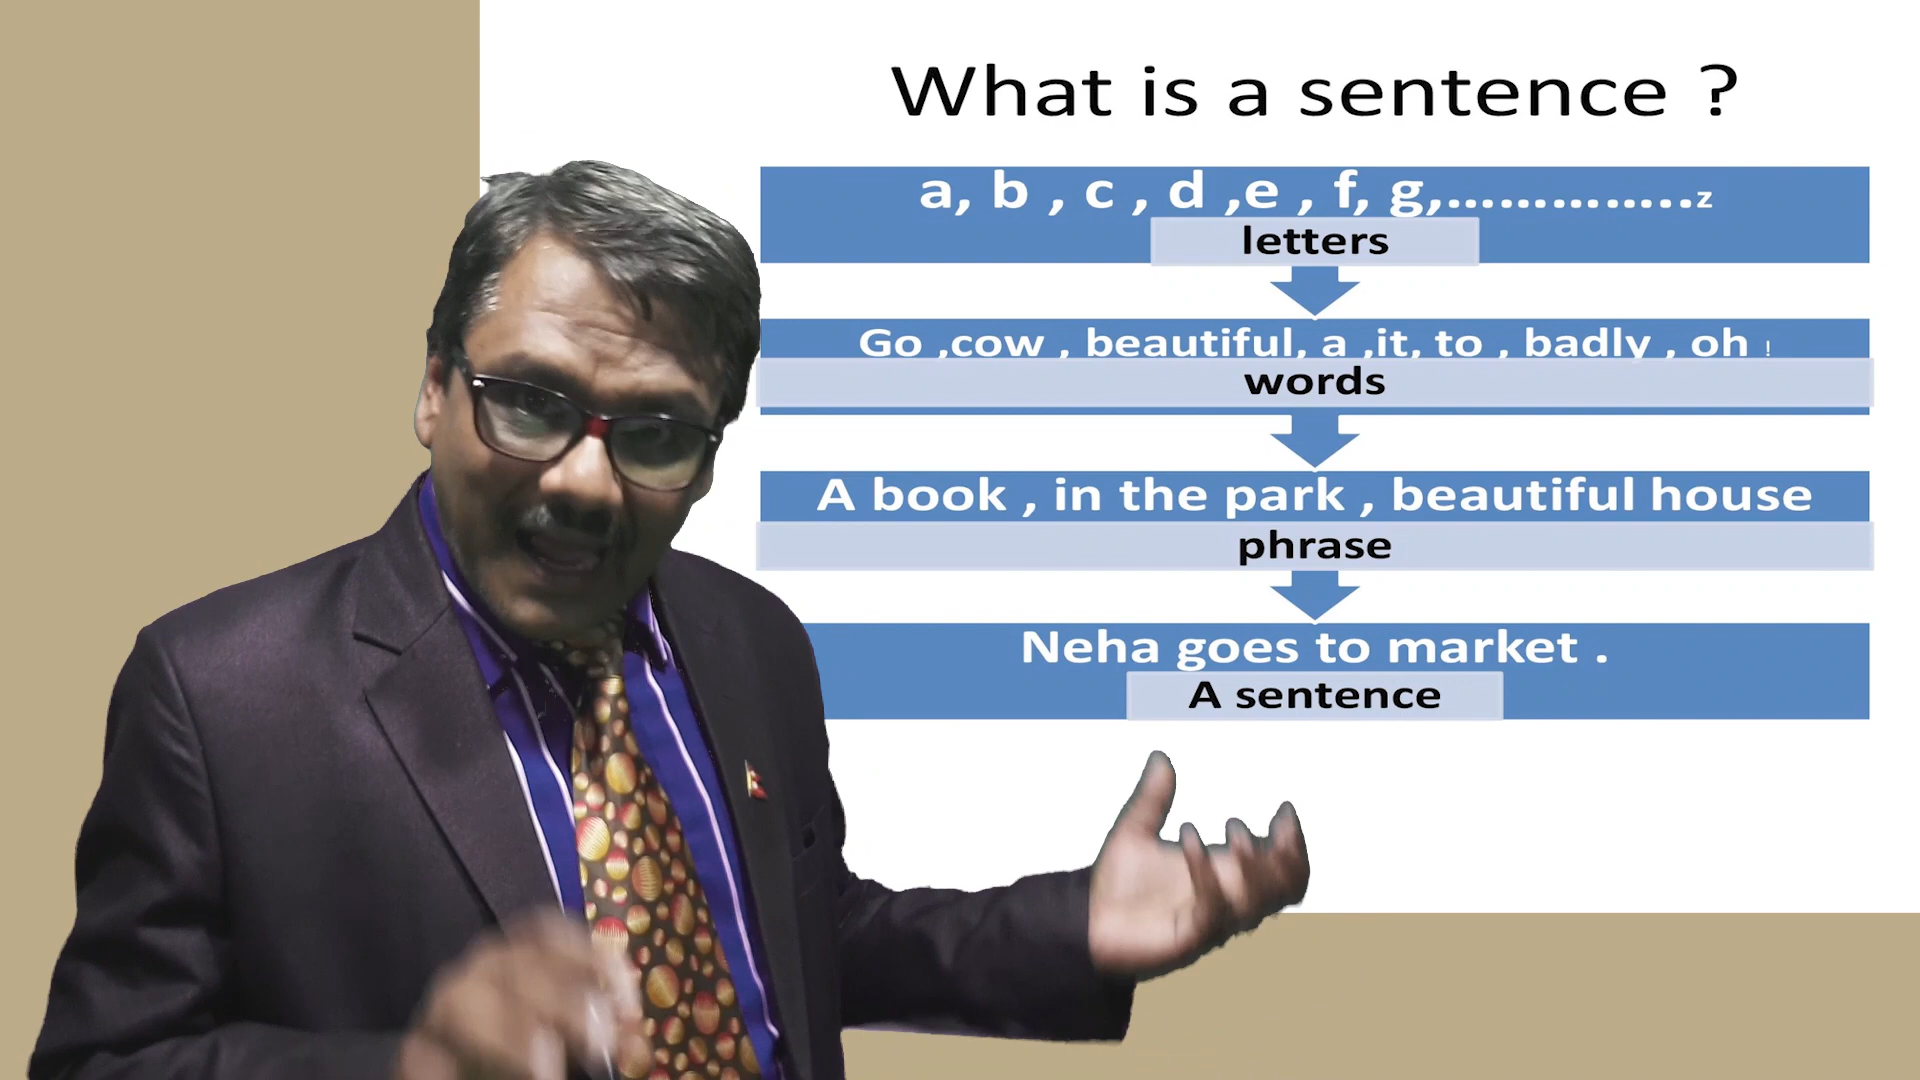 What is a sentence ?
a, b , c , d ,e , f, g,…………..z
letters
Go ,cow , beautiful, a ,it, to , badly , oh !
words
A book , in the park , beautiful house
phrase
Neha goes to market .
A sentence